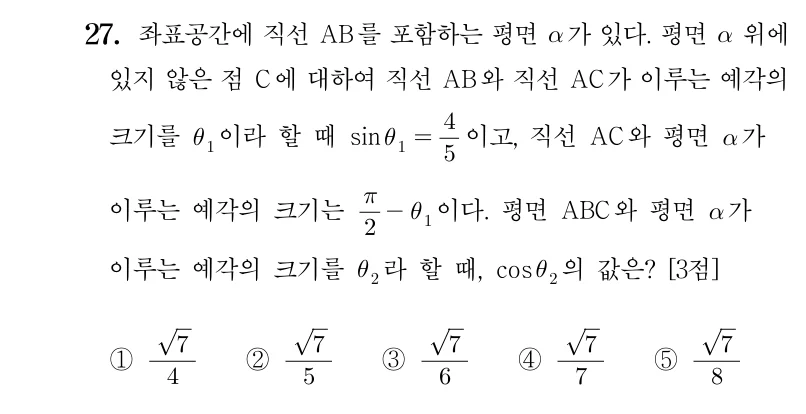 27. 좌표공간에 직선 AB를 포함하는 평면 α가 있다. 평면 α 위에
있지 않은 점 C에 대하여 직선 AB와 직선 AC가 이루는 예각의
크기를 θ₁이라 할 때 sinθ₁ = 4/5이고, 직선 AC와 평면 α가
이루는 예각의 크기는 π/2 − θ₁이다. 평면 ABC와 평면 α가
이루는 예각의 크기를 θ₂라 할 때, cosθ₂의 값은? [3점]
① √7/4 ② √7/5 ③ √7/6 ④ √7/7 ⑤ √7/8